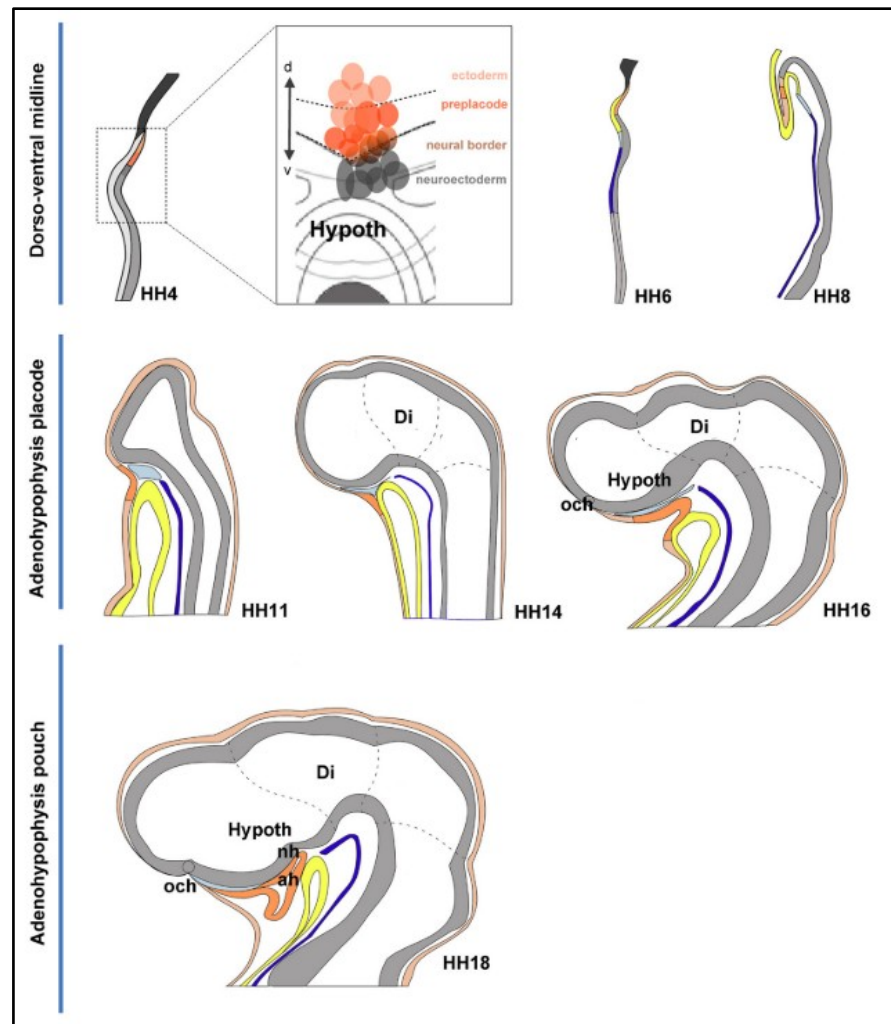 Dorso-ventral midline
d
v
ectoderm
preplacode
neural border
neuroectoderm
Hypoth
HH4
HH6
HH8
Adenohypophysis placode
HH11
Di
HH14
Di
Hypoth
och
HH16
Adenohypophysis pouch
Di
Hypoth
nh
och
ah
HH18